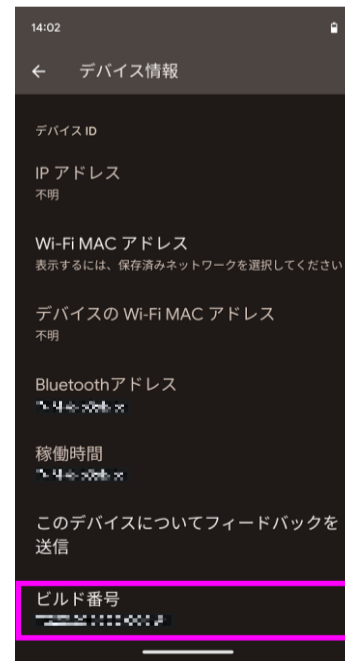 14:02
← デバイス情報
デバイス ID
IP アドレス
不明
Wi-Fi MAC アドレス
表示するには、保存済みネットワークを選択してください
デバイスの Wi-Fi MAC アドレス
不明
Bluetoothアドレス
稼働時間
このデバイスについてフィードバックを
送信
ビルド番号